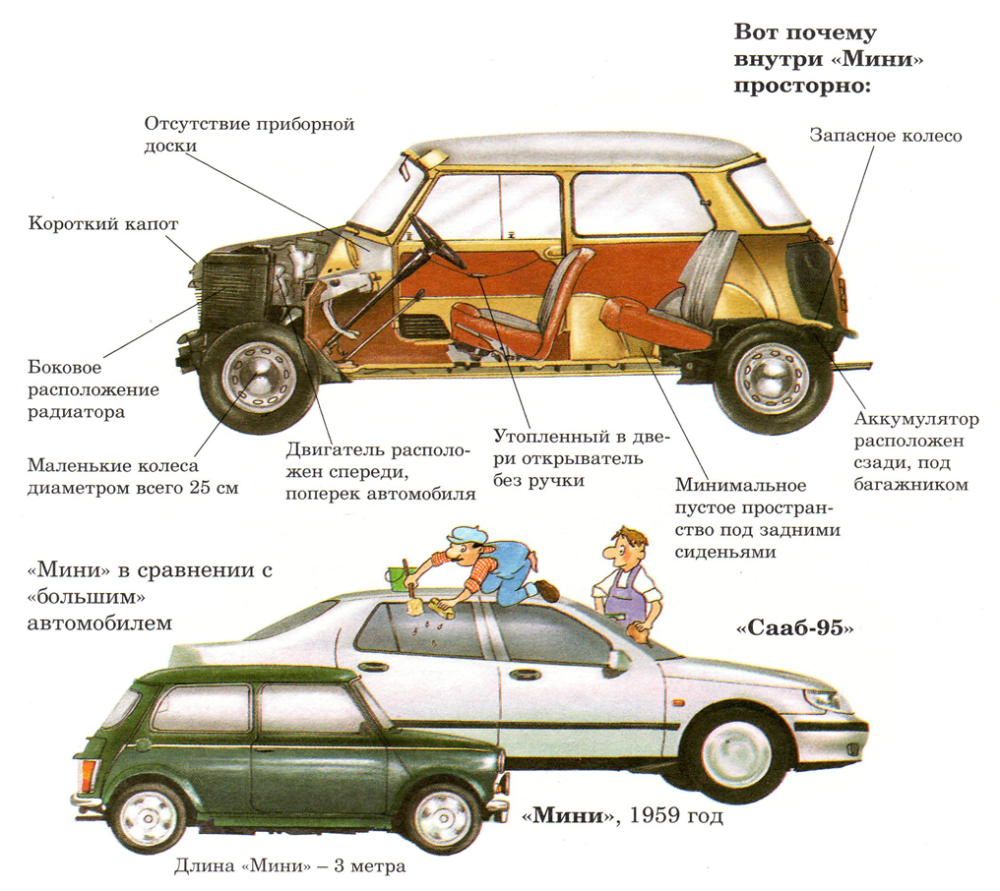 Вот почему
внутри «Мини»
просторно:
Отсутствие приборной
доски
Запасное колесо
Короткий капот
Боковое
расположение
радиатора
Маленькие колеса
диаметром всего 25 см
Двигатель располо-
жен спереди,
поперек автомобиля
Утопленный в две-
ри открыватель
без ручки
Минимальное
пустое простран-
ство под задними
сиденьями
Аккумулятор
расположен
сзади, под
багажником
«Мини» в сравнении с
«большим»
автомобилем
«Сааб-95»
«Мини», 1959 год
Длина «Мини» – 3 метра